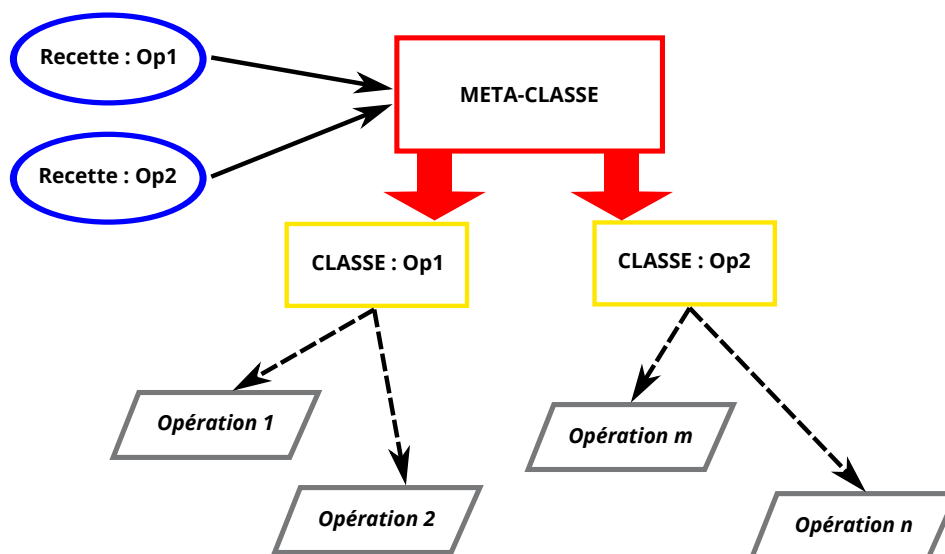 Recette : Op1
META-CLASSE
Recette : Op2
CLASSE : Op1
CLASSE : Op2
Opération 1
Opération m
Opération 2
Opération n